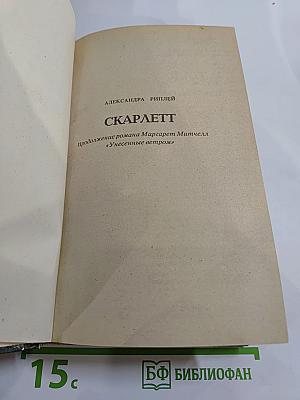 АЛЕКСАНДРА РИПЛЕЙ
СКАРЛЕТТ
Продолжение романа Маргарет Митчелл
«Унесенные ветром»
15с
БФ БИБЛИОФАН